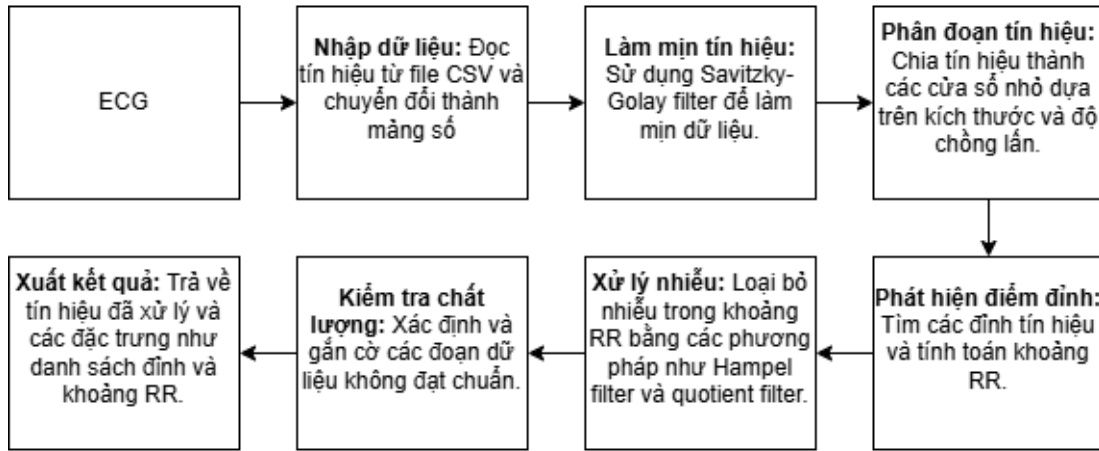 ECG
Nhập dữ liệu: Đọc
tín hiệu từ file CSV và
chuyển đổi thành
mảng số
Làm mịn tín hiệu:
Sử dụng Savitzky-
Golay filter để làm
mịn dữ liệu.
Phân đoạn tín hiệu:
Chia tín hiệu thành
các cửa sổ nhỏ dựa
trên kích thước và độ
chồng lấn.
Phát hiện điểm đỉnh:
Tìm các đỉnh tín hiệu
và tính toán khoảng
RR.
Xử lý nhiễu: Loại bỏ
nhiễu trong khoảng
RR bằng các phương
pháp như Hampel
filter và quotient filter.
Kiểm tra chất
lượng: Xác định và
gắn cờ các đoạn dữ
liệu không đạt chuẩn.
Xuất kết quả: Trả về
tín hiệu đã xử lý và
các đặc trưng như
danh sách đỉnh và
khoảng RR.